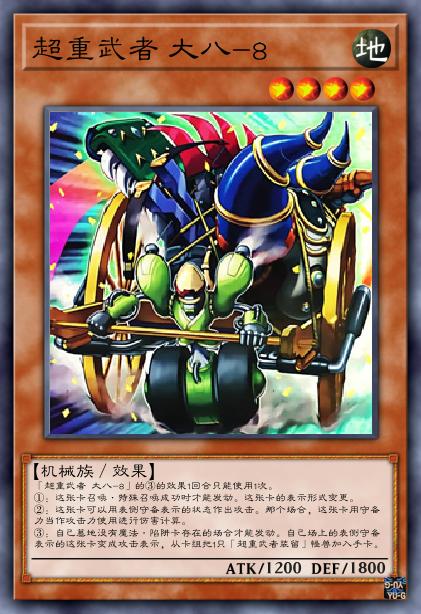 超重武者 大八-8
地
【机械族/效果】
「超重武者 大八-8」的③的效果1回合只能使用1次。
①：这张卡召唤·特殊召唤成功时才能发动。这张卡的表示形式变更。
②：这张卡可以用表侧守备表示的状态作出攻击。那个场合，这张卡用守备
力当作攻击力使用进行伤害计算。
③：自己墓地没有魔法·陷阱卡存在的场合才能发动。自己场上的表侧守备
表示的这张卡变成攻击表示，从卡组把1只「超重武者装留」怪兽加入手卡。
ATK/1200 DEF/1800